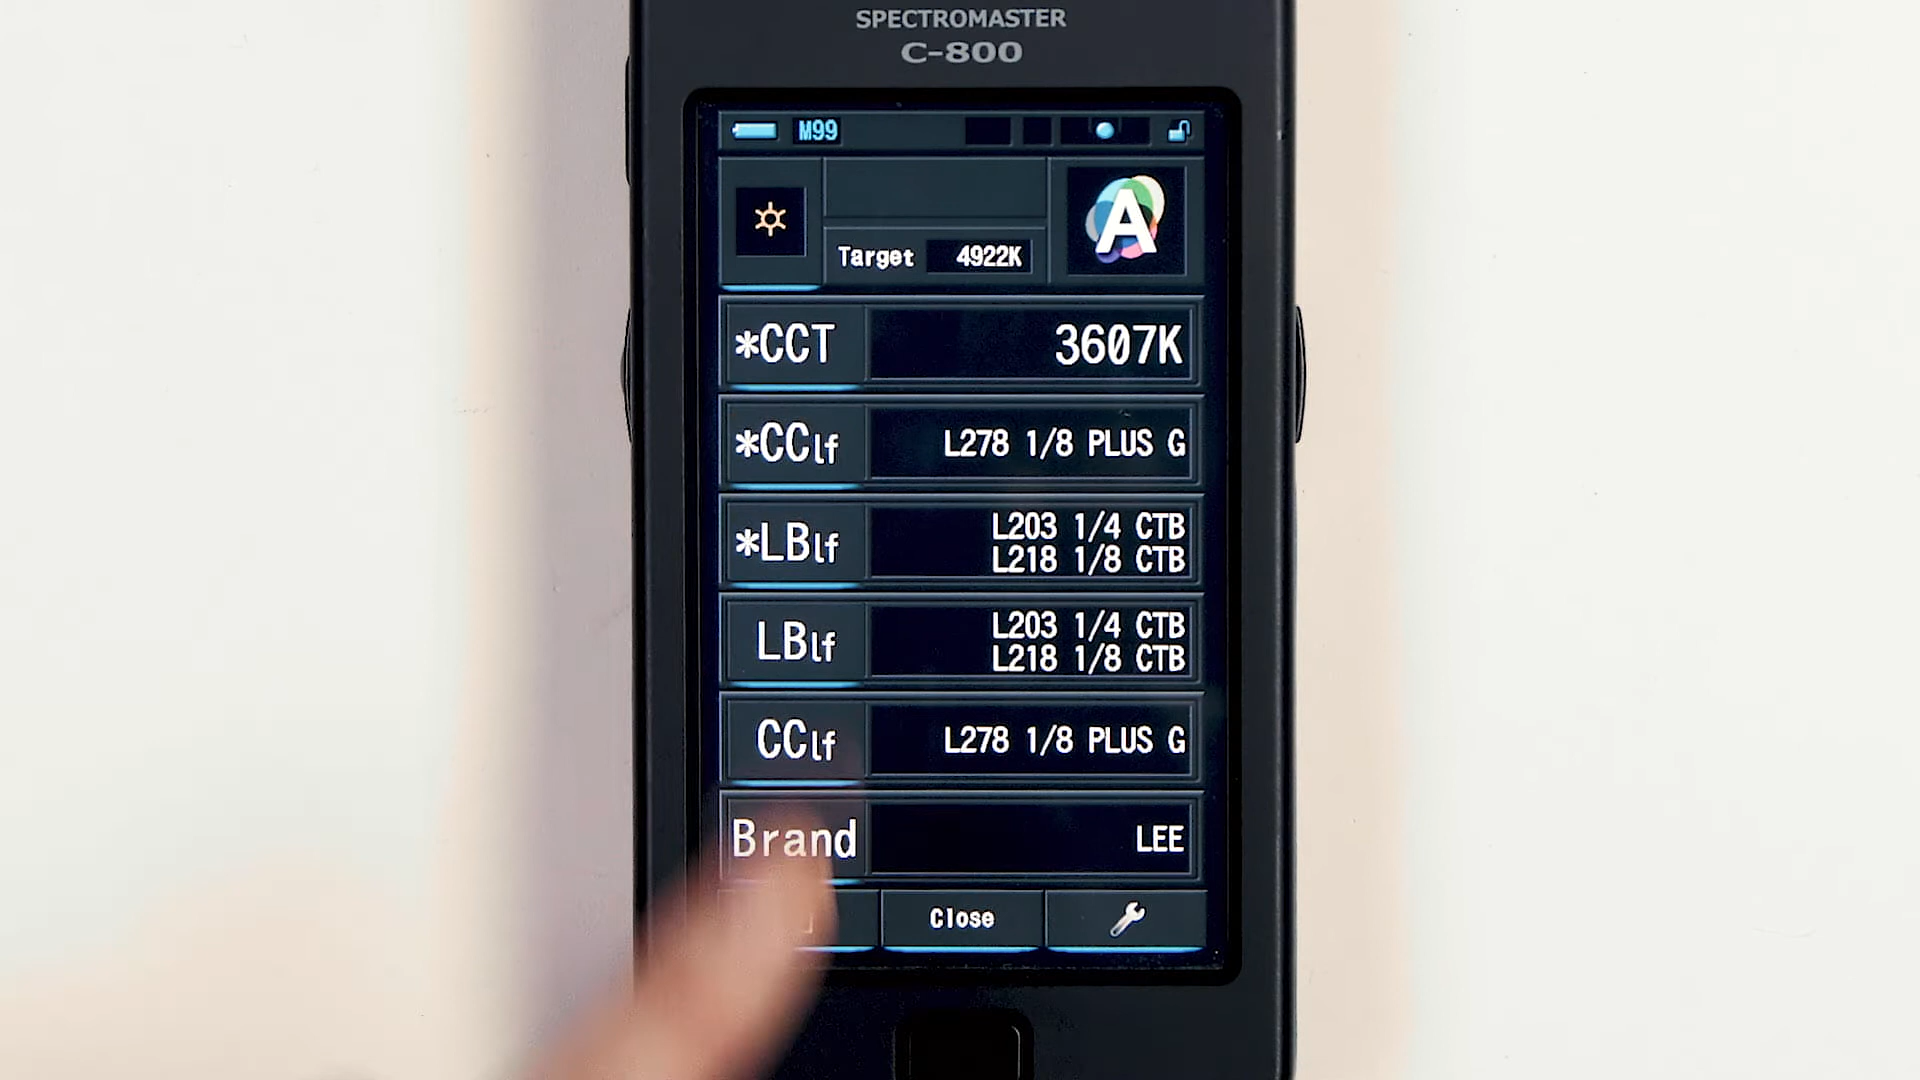 SPECTROMASTER
C-800
M99
A
Target 4922K
*CCT 3607K
*CClf L278 1/8 PLUS G
*LBlf L203 1/4 CTB
L218 1/8 CTB
LBlf L203 1/4 CTB
L218 1/8 CTB
CClf L278 1/8 PLUS G
Brand LEE
Close